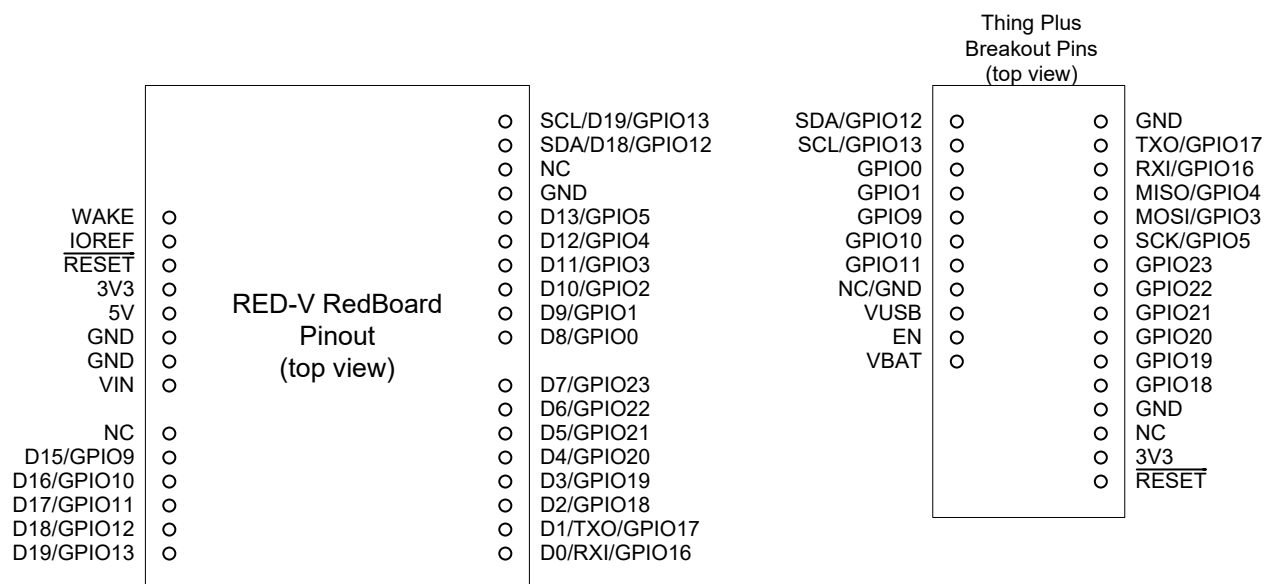 Thing Plus
Breakout Pins
(top view)
RED-V RedBoard
Pinout
(top view)
WAKE
IOREF
RESET
3V3
5V
GND
GND
VIN
NC
D15/GPIO9
D16/GPIO10
D17/GPIO11
D18/GPIO12
D19/GPIO13
SCL/D19/GPIO13
SDA/D18/GPIO12
NC
GND
D13/GPIO5
D12/GPIO4
D11/GPIO3
D10/GPIO2
D9/GPIO1
D8/GPIO0
D7/GPIO23
D6/GPIO22
D5/GPIO21
D4/GPIO20
D3/GPIO19
D2/GPIO18
D1/TXO/GPIO17
D0/RXI/GPIO16
SDA/GPIO12
SCL/GPIO13
GPIO0
GPIO1
GPIO9
GPIO10
GPIO11
NC/GND
VUSB
EN
VBAT
GND
TXO/GPIO17
RXI/GPIO16
MISO/GPIO4
MOSI/GPIO3
SCK/GPIO5
GPIO23
GPIO22
GPIO21
GPIO20
GPIO19
GPIO18
GND
NC
3V3
RESET